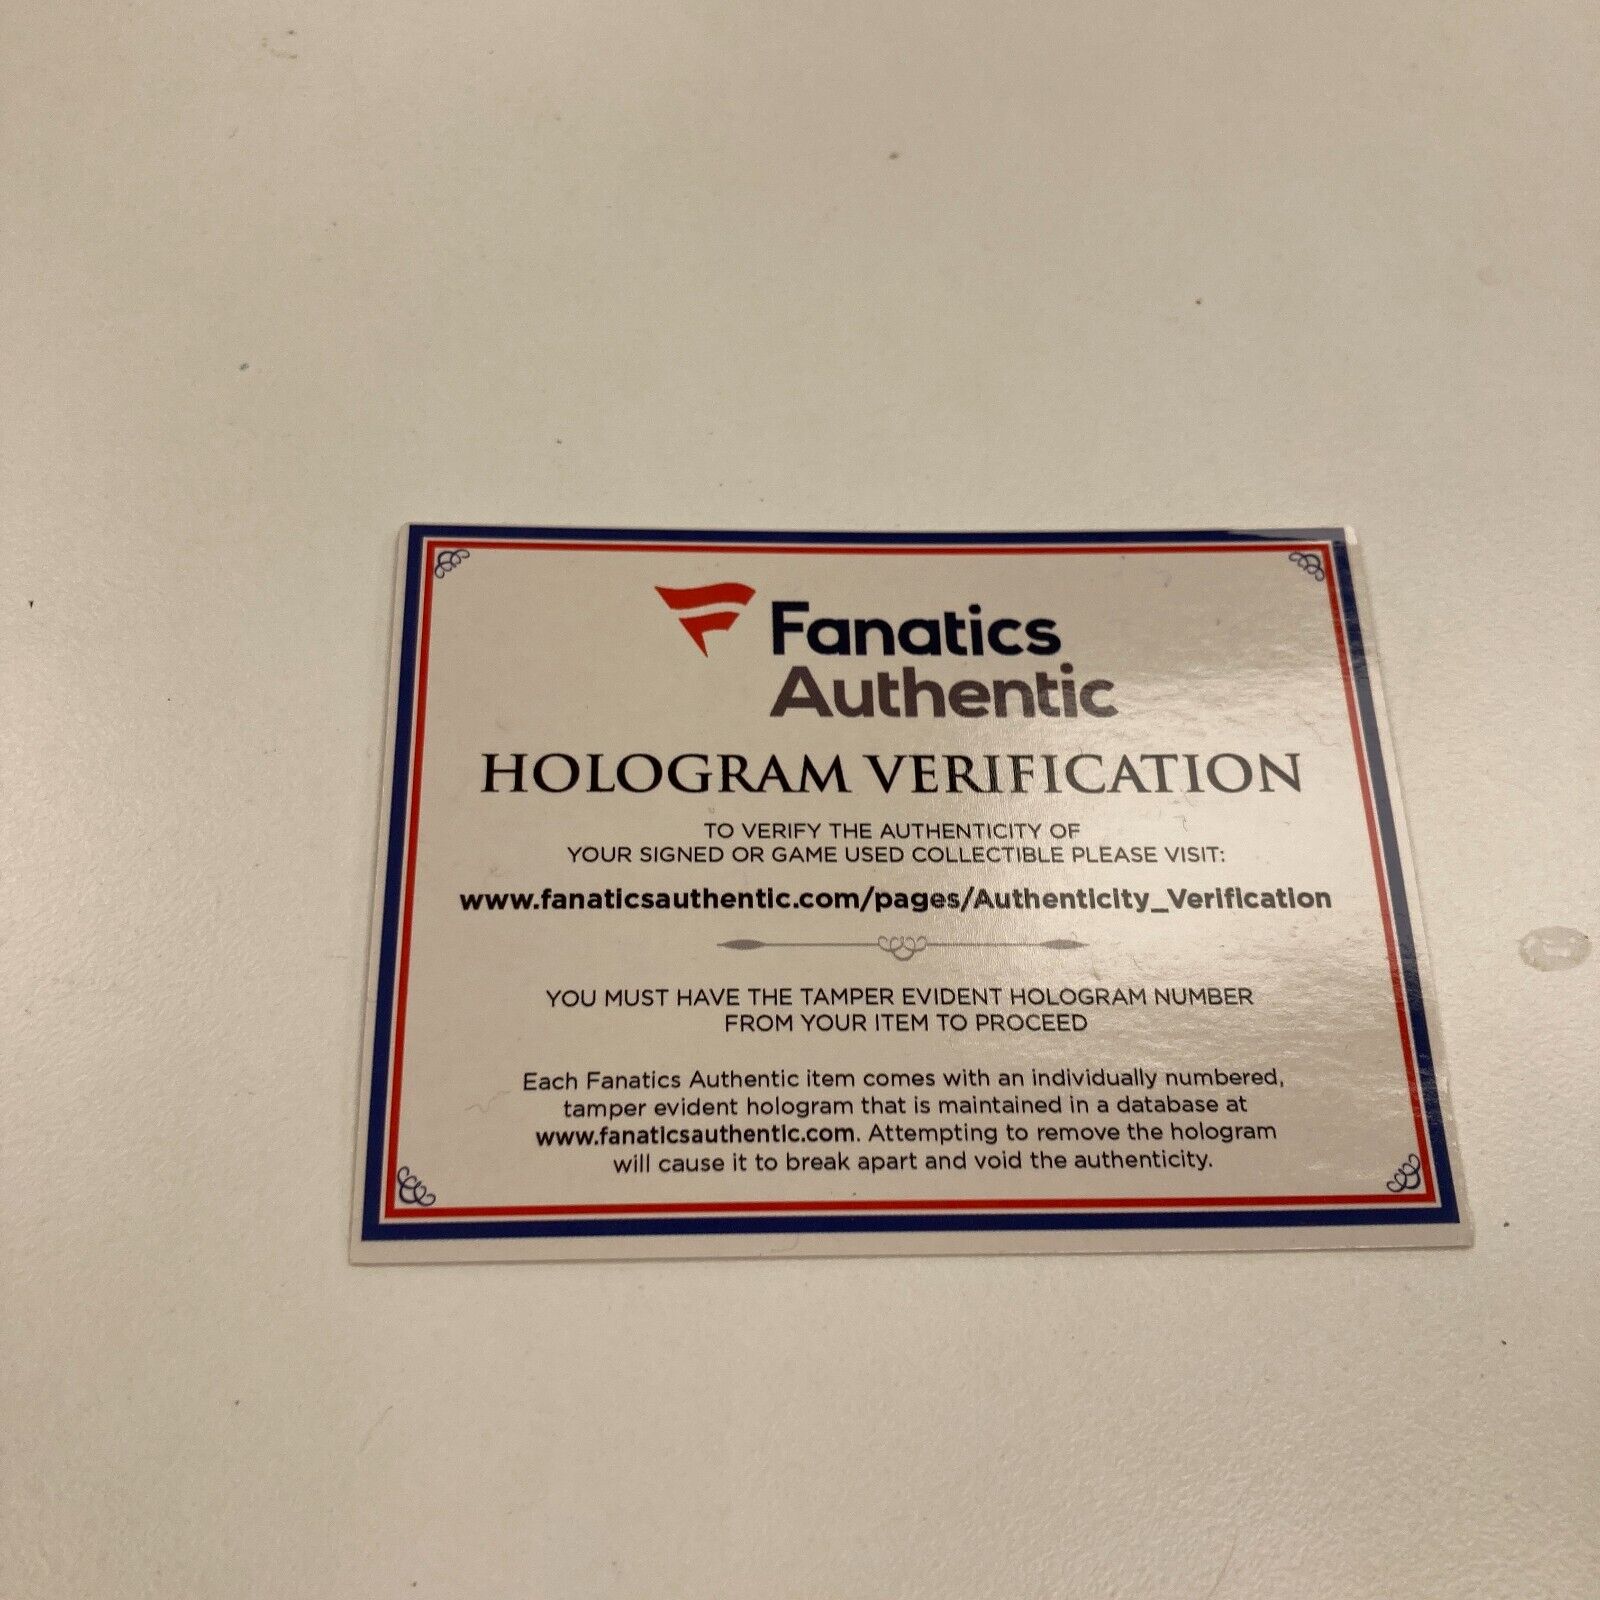 Fanatics
Authentic
HOLOGRAM VERIFICATION
TO VERIFY THE AUTHENTICITY OF
YOUR SIGNED OR GAME USED COLLECTIBLE PLEASE VISIT:
www.fanaticsauthentic.com/pages/Authenticity_Verification
YOU MUST HAVE THE TAMPER EVIDENT HOLOGRAM NUMBER
FROM YOUR ITEM TO PROCEED
Each Fanatics Authentic item comes with an individually numbered,
tamper evident hologram that is maintained in a database at
www.fanaticsauthentic.com. Attempting to remove the hologram
will cause it to break apart and void the authenticity.